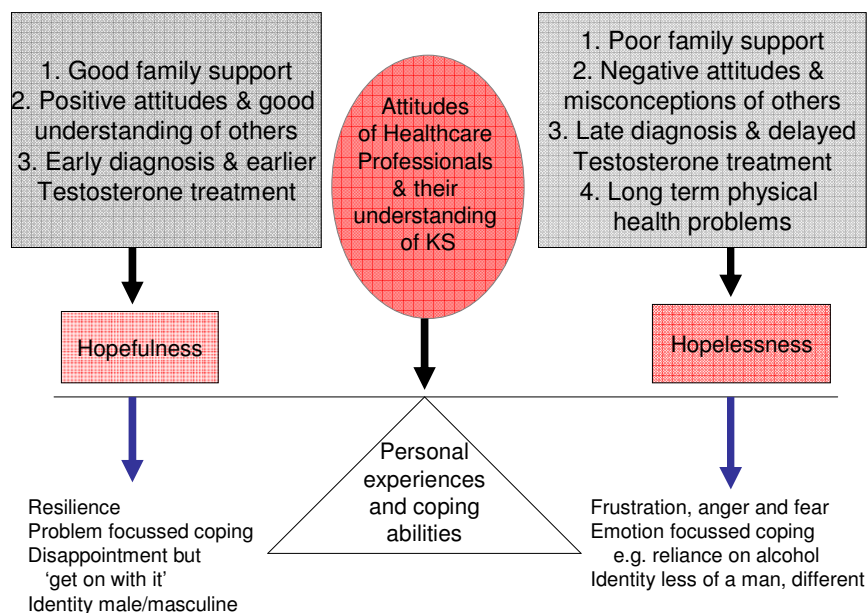 1. Good family support
2. Positive attitudes & good
understanding of others
3. Early diagnosis & earlier
Testosterone treatment
Attitudes
of Healthcare
Professionals
& their
understanding
of KS
1. Poor family support
2. Negative attitudes &
misconceptions of others
3. Late diagnosis & delayed
Testosterone treatment
4. Long term physical
health problems
Hopefulness
Hopelessness
Personal
experiences
and coping
abilities
Resilience
Problem focussed coping
Disappointment but
'get on with it'
Identity male/masculine
Frustration, anger and fear
Emotion focussed coping
e.g. reliance on alcohol
Identity less of a man, different